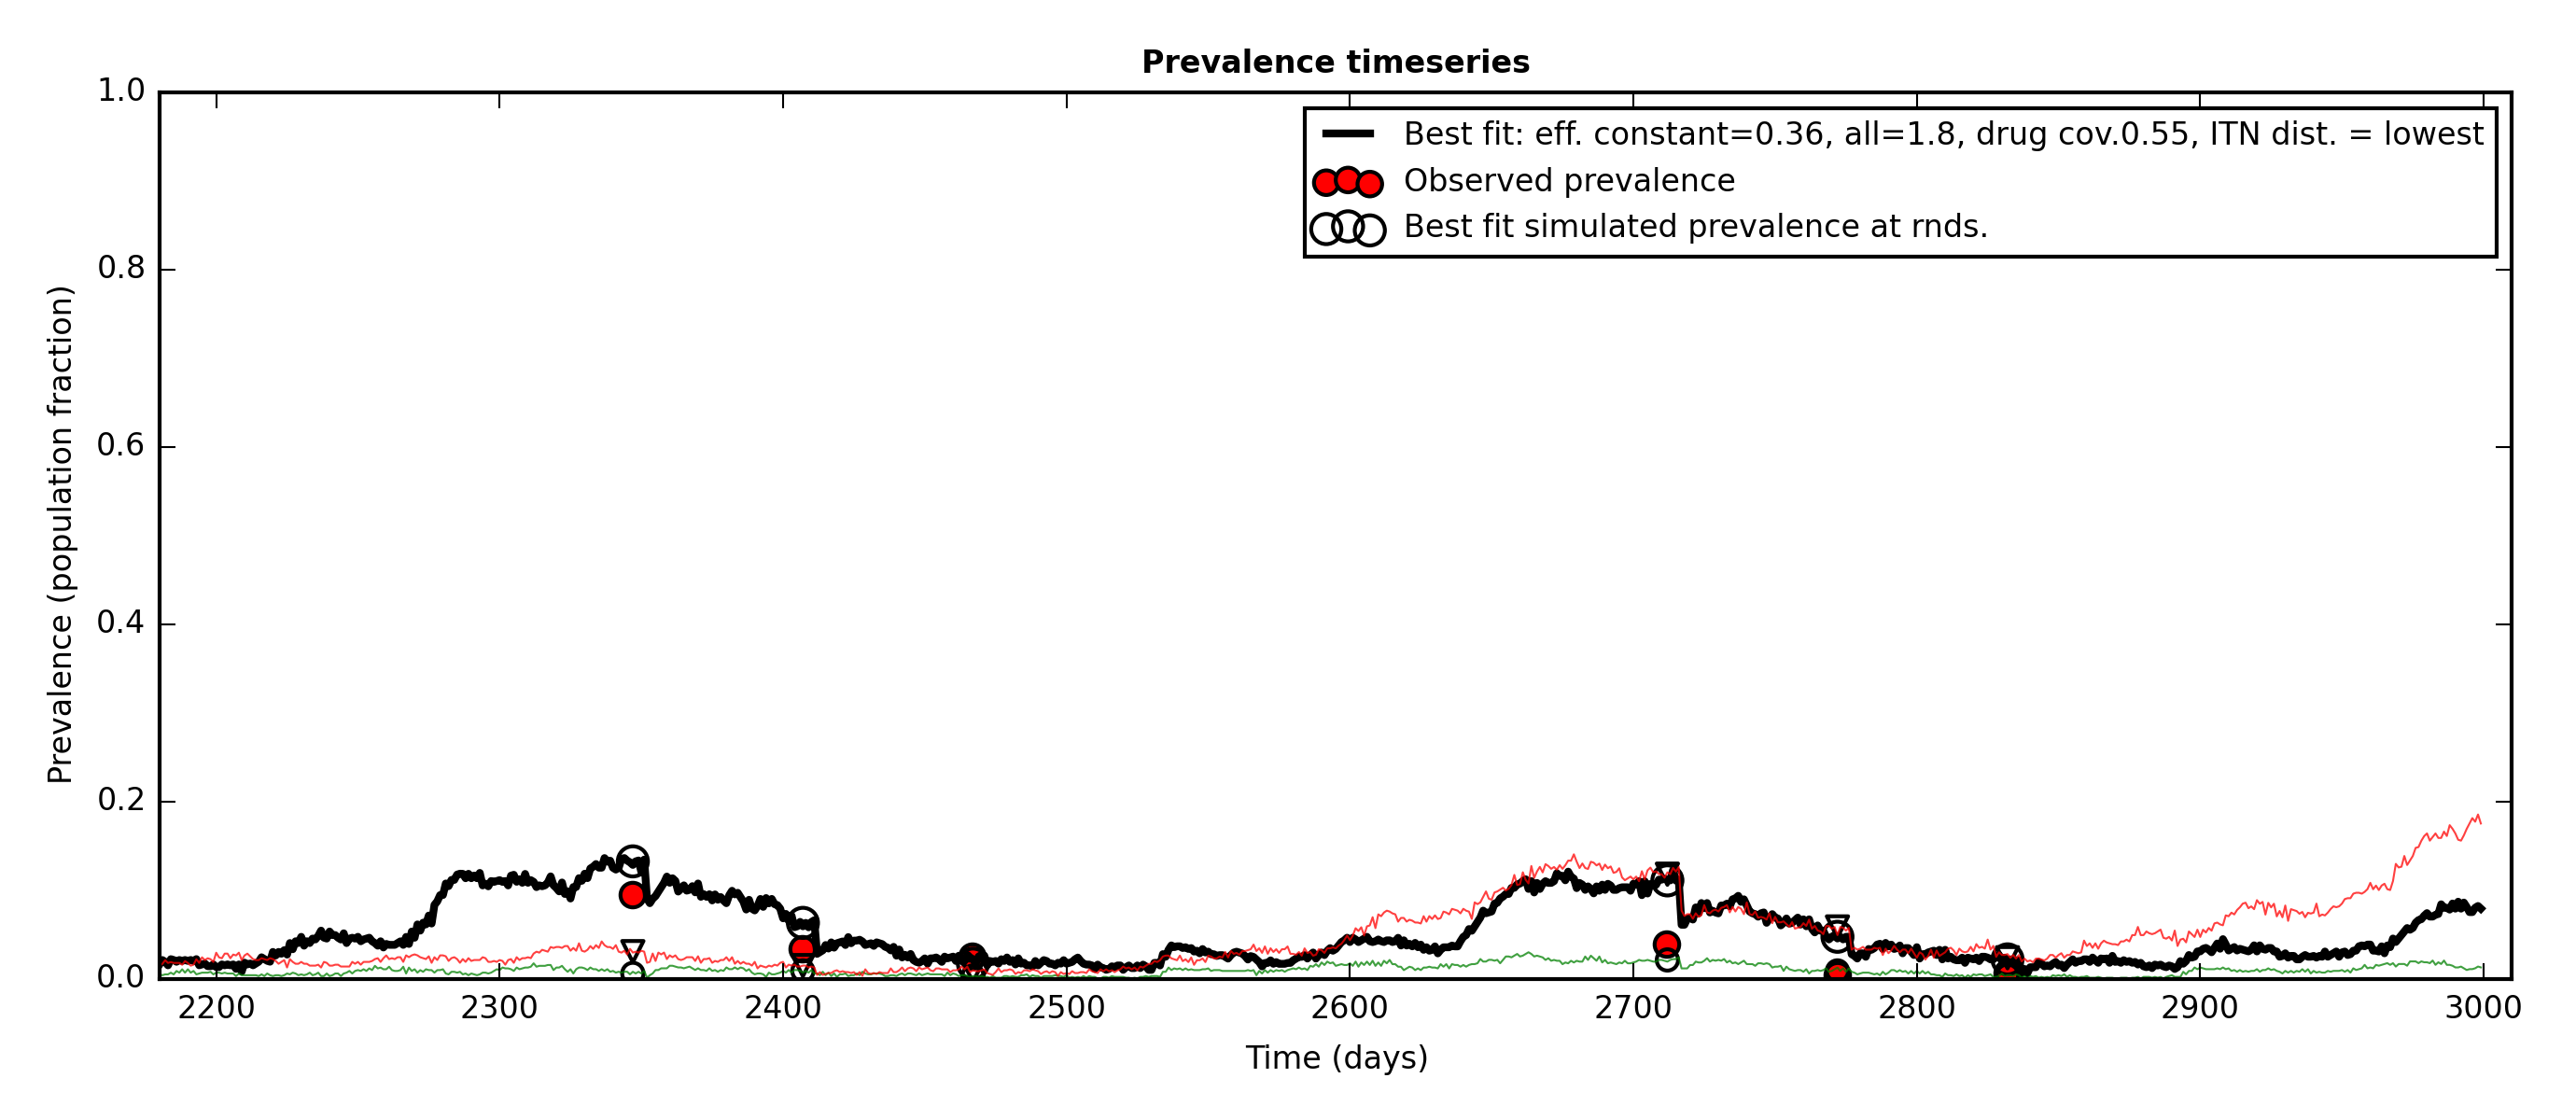 Prevalence timeseries
1.0
0.8
0.6
0.4
0.2
0.0
Prevalence (population fraction)
Best fit: eff. constant=0.36, all=1.8, drug cov.0.55, ITN dist. = lowest
Observed prevalence
Best fit simulated prevalence at rnds.
2200 2300 2400 2500 2600 2700 2800 2900 3000
Time (days)